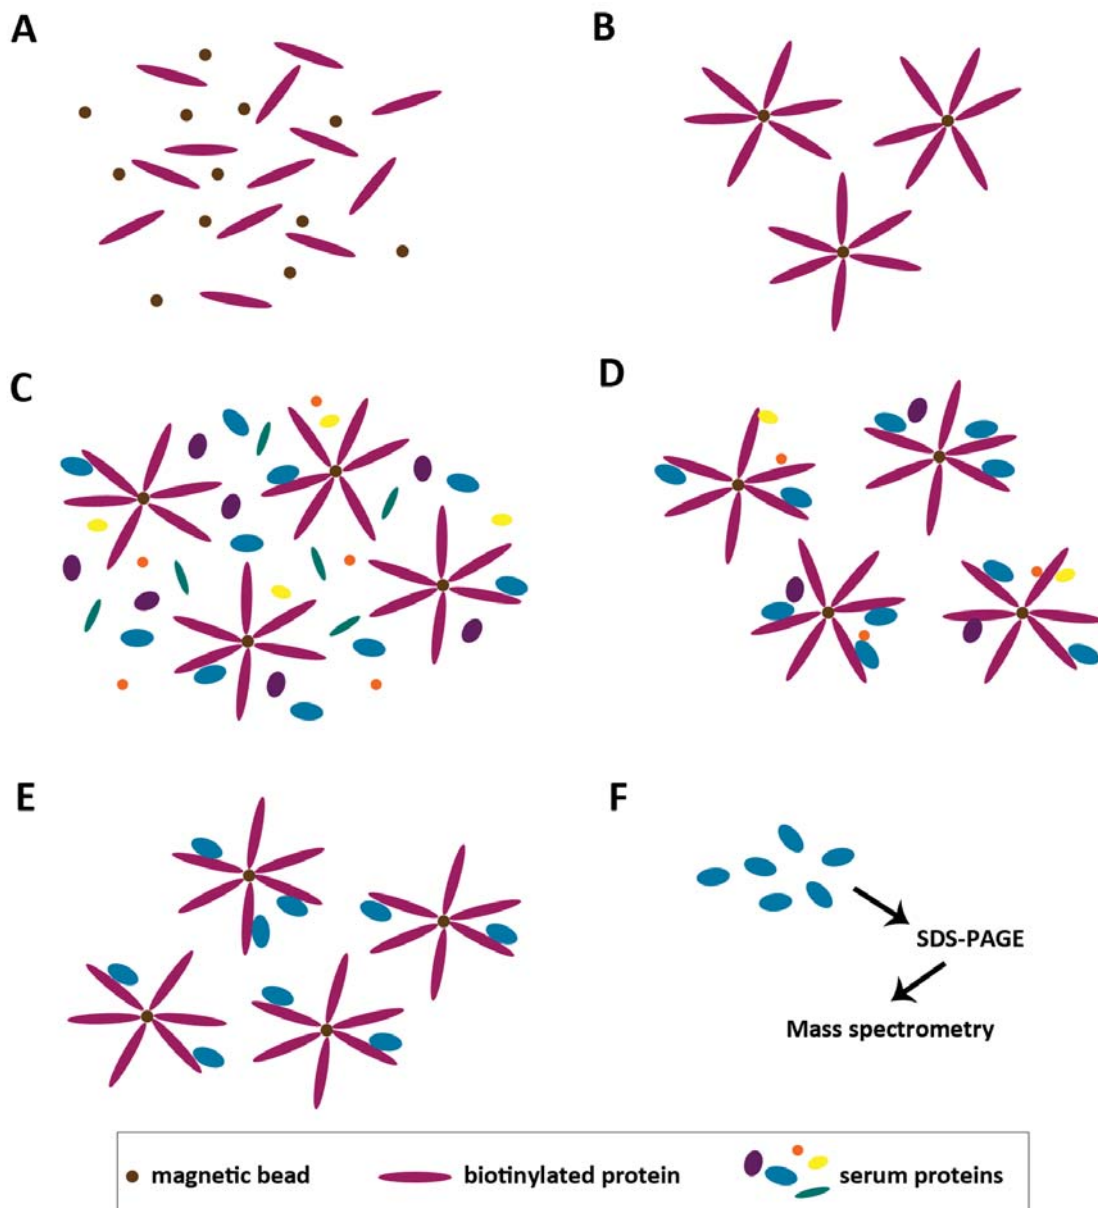 A
B
C
D
E
F
SDS-PAGE
Mass spectrometry
magnetic bead
biotinylated protein
serum proteins